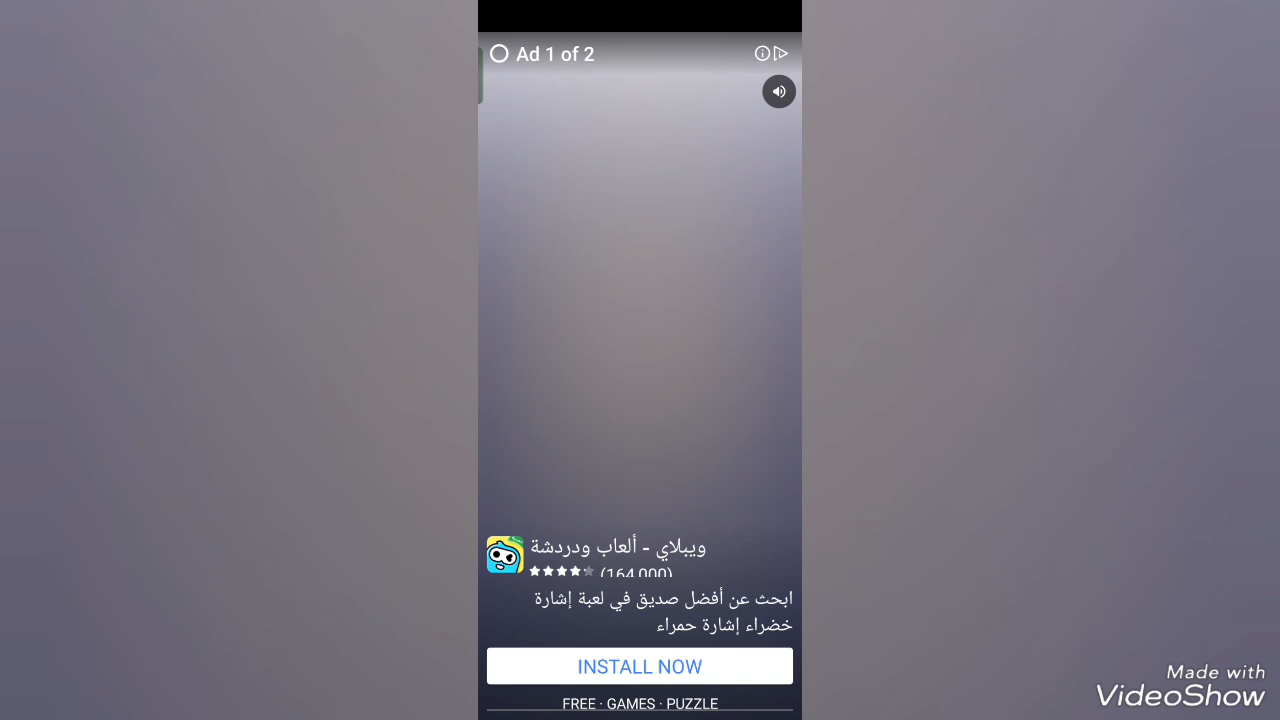 Ad 1 of 2
ويبلاي - ألعاب ودردشة
(164,000)
ابحث عن أفضل صديق في لعبة إشارة
خضراء إشارة حمراء
INSTALL NOW
FREE · GAMES · PUZZLE
Made with
VideoShow